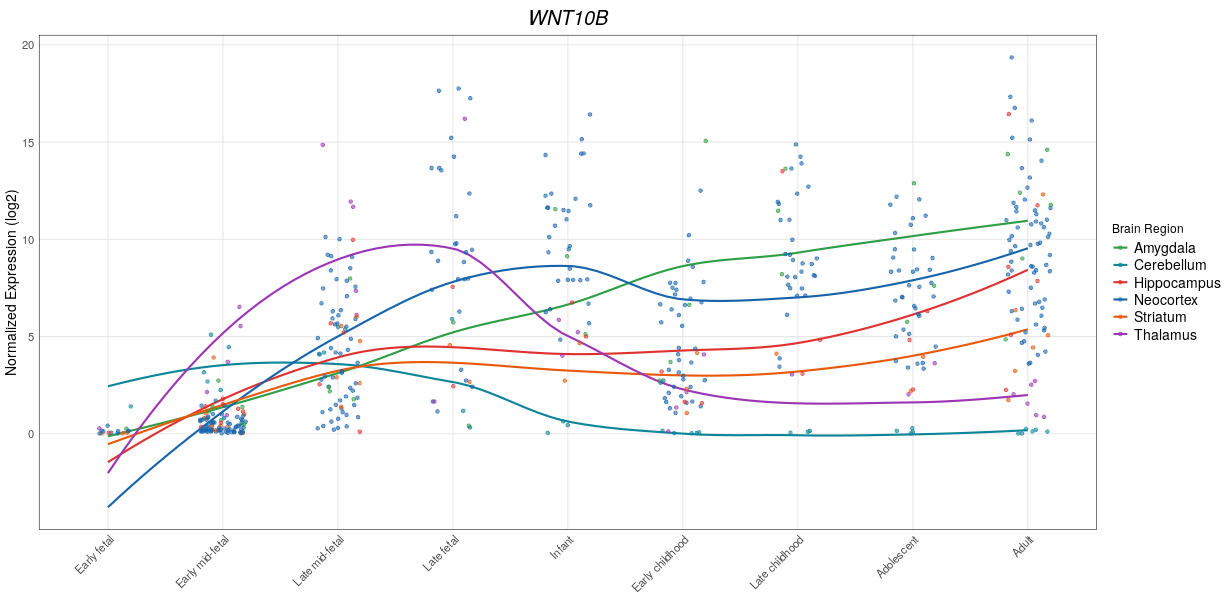 WNT10B
Normalized Expression (log2)
20
15
10
5
0
Early fetal
Early mid-fetal
Late mid-fetal
Late fetal
Infant
Early childhood
Late childhood
Adolescent
Adult
Brain Region
Amygdala
Cerebellum
Hippocampus
Neocortex
Striatum
Thalamus